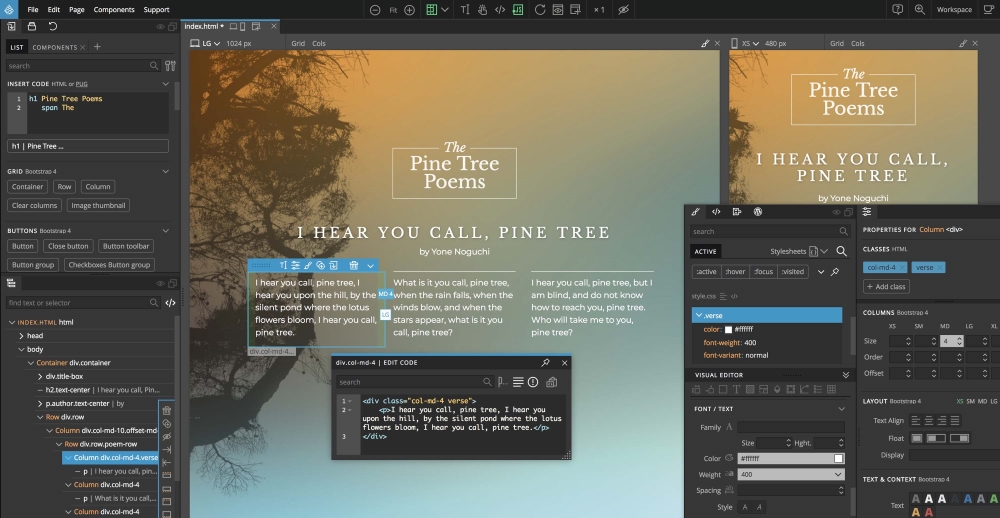 File Edit Page Components Support
Fit
× 1
Workspace
index.html *
LG 1024 px Grid Cols
XS 480 px Grid Cols
LIST COMPONENTS × +
search
INSERT CODE HTML or PUG
1 h1 Pine Tree Poems
2 span The
h1 | Pine Tree ...
GRID Bootstrap 4
Container Row Column
Clear columns Image thumbnail
BUTTONS Bootstrap 4
Button Close button Button toolbar
Button group Checkboxes Button group
find text or selector
INDEX.HTML html
head
body
Container div.container
div.title-box
h2.text-center | I hear you call, Pin...
p.author.text-center | by
Row div.row
Column div.col-md-10.offset-md-
Row div.row.poem-row
Column div.col-md-4.verse
p | I hear you call, pin...
Column div.col-md-4
p | What is it you call,...
Column div.col-md-4
The
Pine Tree
Poems
I HEAR YOU CALL, PINE TREE
by Yone Noguchi
I hear you call, pine tree, I
hear you upon the hill, by the
silent pond where the lotus
flowers bloom, I hear you call,
pine tree.
MD 4
LG
div.col-md-4...
What is it you call, pine tree,
when the rain falls, when the
winds blow, and when the
stars appear, what is it you
call, pine tree?
I hear you call, pine tree, but I
am blind, and do not know
how to reach you, pine tree.
Who will take me to you,
pine tree?
div.col-md-4 | EDIT CODE
search
P...
1 <div class="col-md-4 verse">
2 <p>I hear you call, pine tree, I hear you
upon the hill, by the silent pond where the lotus
flowers bloom, I hear you call, pine tree.</p>
3 </div>
The
Pine Tree
Poems
I HEAR YOU CALL,
PINE TREE
by Yone Noguchi
search
ACTIVE Stylesheets
:active :hover :focus :visited
style.css
.verse
color: #ffffff
font-weight: 400
font-variant: normal
VISUAL EDITOR
FONT / TEXT
Family
Size Hght.
Color #ffffff
Weight 400
Spacing
Style A A
PROPERTIES FOR Column <div>
CLASSES HTML
col-md-4 × verse ×
+ Add class
COLUMNS Bootstrap 4
XS SM MD LG
Size 4
Order
Offset
LAYOUT Bootstrap 4 XS SM MD LG
Text Align
Float
Display
TEXT & CONTEXT Bootstrap 4
Text A A A A A A A
A A